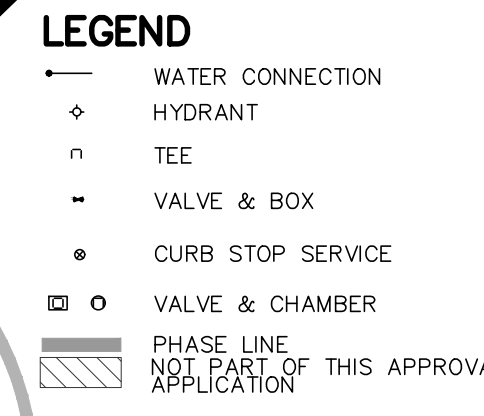 LEGEND
WATER CONNECTION
HYDRANT
TEE
VALVE & BOX
CURB STOP SERVICE
VALVE & CHAMBER
PHASE LINE
NOT PART OF THIS APPROVA
APPLICATION